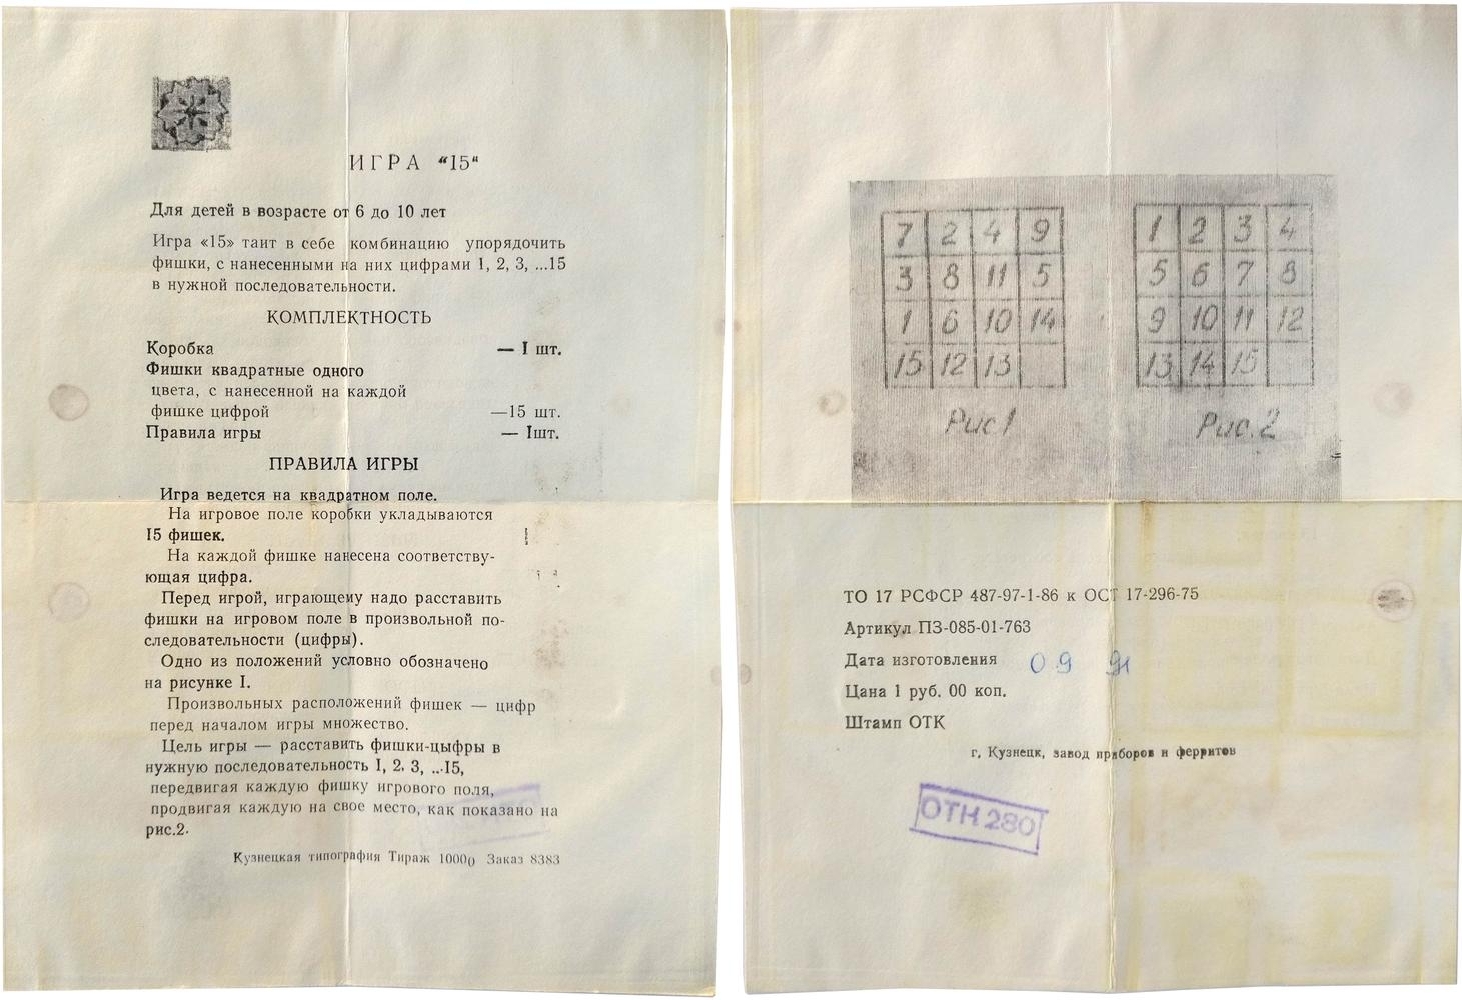 ИГРА "15"
Для детей в возрасте от 6 до 10 лет
Игра «15» таит в себе комбинацию упорядочить
фишки, с нанесенными на них цифрами 1, 2, 3, ...15
в нужной последовательности.
КОМПЛЕКТНОСТЬ
Коробка — I шт.
Фишки квадратные одного
цвета, с нанесенной на каждой
фишке цифрой —15 шт.
Правила игры — Iшт.
ПРАВИЛА ИГРЫ
Игра ведется на квадратном поле.
На игровое поле коробки укладываются
I5 фишек.
На каждой фишке нанесена соответству-
ющая цифра.
Перед игрой, играющему надо расставить
фишки на игровом поле в произвольной по-
следовательности (цифры).
Одно из положений условно обозначено
на рисунке I.
Произвольных расположений фишек — цифр
перед началом игры множество.
Цель игры — расставить фишки-цыфры в
нужную последовательность I, 2, 3, ...I5,
передвигая каждую фишку игрового поля,
продвигая каждую на свое место, как показано на
рис.2.
Кузнецкая типография Тираж 10000 Заказ 8383
7 2 4 9
3 8 11 5
1 6 10 14
15 12 13
Рис 1
1 2 3 4
5 6 7 8
9 10 11 12
13 14 15
Рис. 2
ТО 17 РСФСР 487-97-1-86 к ОСТ 17-296-75
Артикул ПЗ-085-01-763
Дата изготовления 09 91
Цена 1 руб. 00 коп.
Штамп ОТК
г, Кузнецк, завод приборов и ферритов
ОТН 280